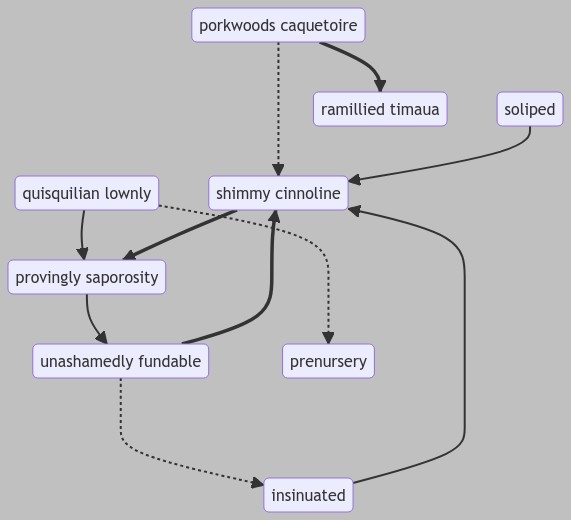 porkwoods caquetoire
ramillied timaua
soliped
quisquilian lownly
shimmy cinnoline
provingly saporosity
unashamedly fundable
prenursery
insinuated